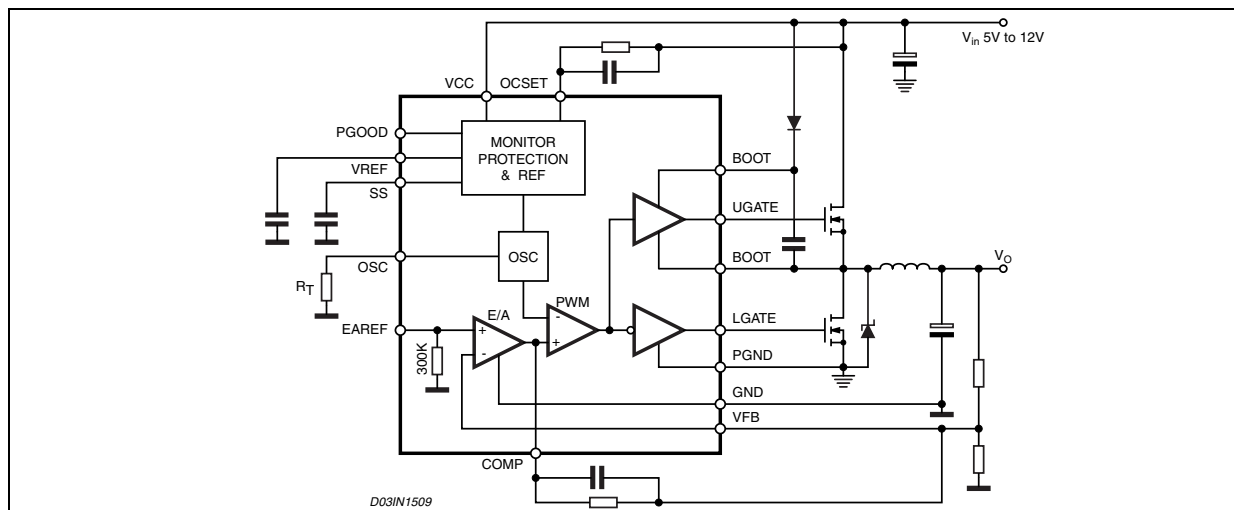 Vin 5V to 12V
VCC
OCSET
PGOOD
MONITOR
PROTECTION
& REF
BOOT
VREF
SS
UGATE
OSC
BOOT
VO
OSC
RT
PWM
E/A
LGATE
EAREF
+
-
-
+
300K
PGND
GND
VFB
COMP
D03IN1509